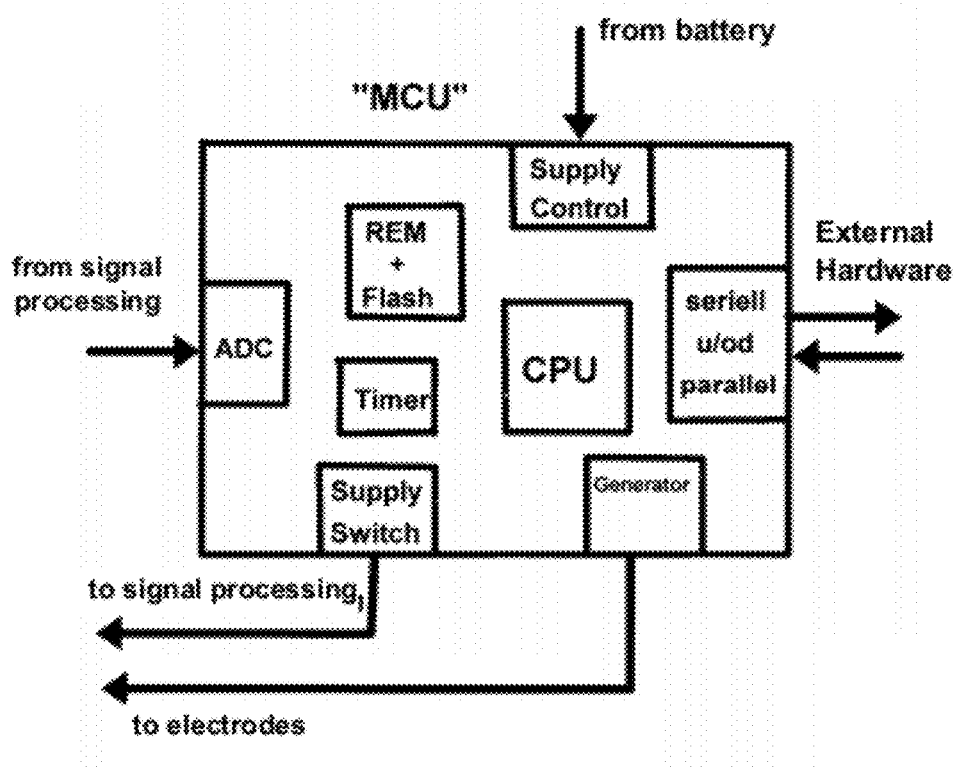 from battery
"MCU"
Supply
Control
REM
+
Flash
External
Hardware
from signal
processing
seriell
u/od
parallel
ADC
CPU
Timer
Supply
Switch
Generator
to signal processing,
to electrodes